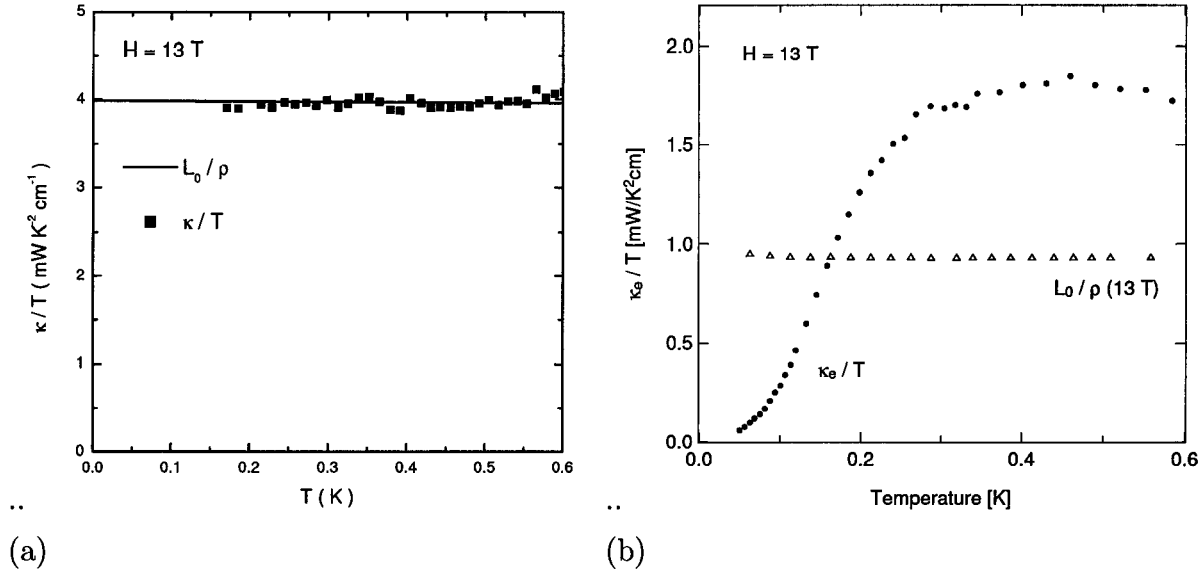 5
H = 13 T
4
L₀ / ρ
3
κ / T
2
1
0
κ / T ( mW K⁻² cm⁻¹ )
0.0 0.1 0.2 0.3 0.4 0.5 0.6
T ( K )
..
(a)
2.0
H = 13 T
1.5
1.0
L₀ / ρ (13 T)
0.5
κₑ / T
0.0
κₑ / T [mW/K²cm]
0.0 0.2 0.4 0.6
Temperature [K]
..
(b)